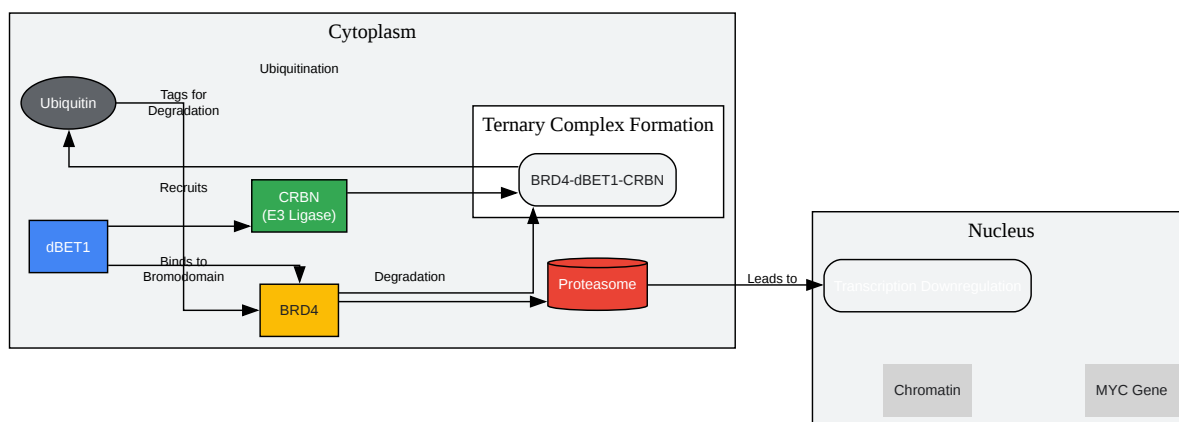 Cytoplasm
Ubiquitination
Ubiquitin
Tags for
Degradation
Ternary Complex Formation
BRD4-dBET1-CRBN
Recruits
CRBN
(E3 Ligase)
dBET1
Binds to
Bromodomain
Degradation
BRD4
Proteasome
Leads to
Nucleus
Transcription Downregulation
Chromatin
MYC Gene